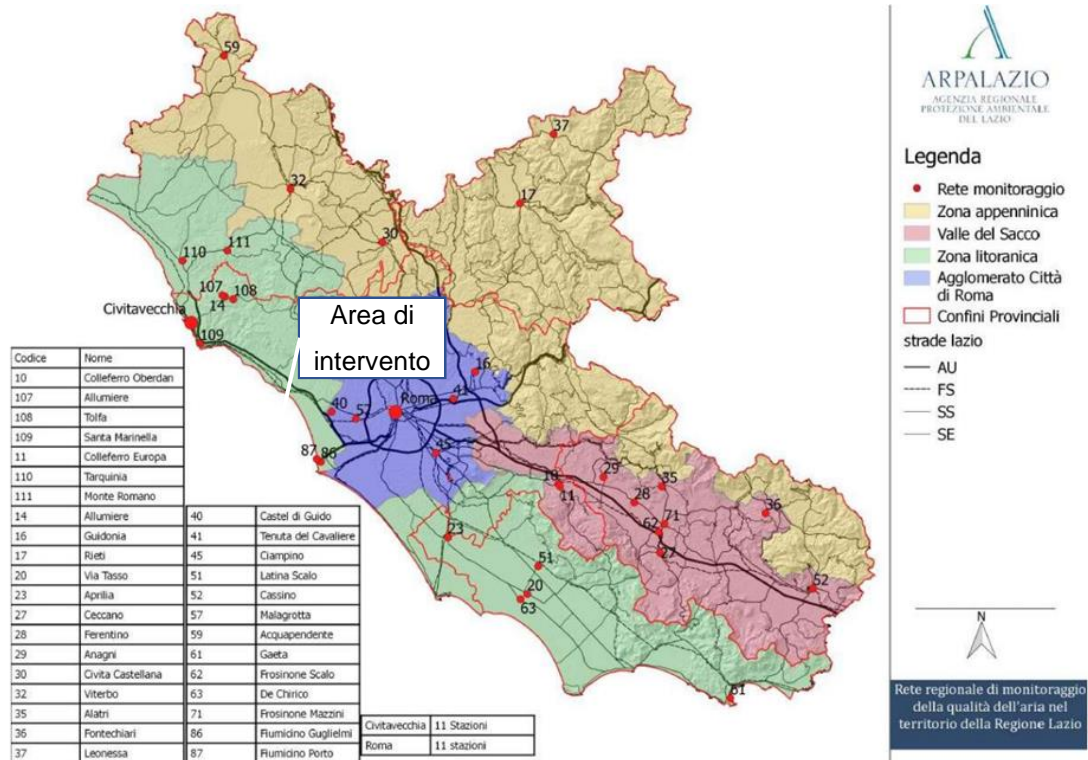 59
37
32
17
30
110
111
107
108
14
Civitavecchia
109
Area di
intervento
16
41
Roma
40
57
45
87
86
10
11
29
35
28
36
71
62
27
23
51
20
63
52
61
Codice Nome
10 Colleferro Oberdan
107 Allumiere
108 Tolfa
109 Santa Marinella
11 Colleferro Europa
110 Tarquinia
111 Monte Romano
14 Allumiere 40 Castel di Guido
16 Guidonia 41 Tenuta del Cavaliere
17 Rieti 45 Ciampino
20 Via Tasso 51 Latina Scalo
23 Aprilia 52 Cassino
27 Ceccano 57 Malagrotta
28 Ferentino 59 Acquapendente
29 Anagni 61 Gaeta
30 Civita Castellana 62 Frosinone Scalo
32 Viterbo 63 De Chirico
35 Alatri 71 Frosinone Mazzini
36 Fontechiari 86 Fiumicino Guglielmi
37 Leonessa 87 Fiumicino Porto
Civitavecchia 11 Stazioni
Roma 11 stazioni
ARPALAZIO
AGENZIA REGIONALE
PROTEZIONE AMBIENTALE
DEL LAZIO
Legenda
Rete monitoraggio
Zona appenninica
Valle del Sacco
Zona litoranica
Agglomerato Città
di Roma
Confini Provinciali
strade lazio
AU
FS
SS
SE
N
Rete regionale di monitoraggio
della qualità dell'aria nel
territorio della Regione Lazio